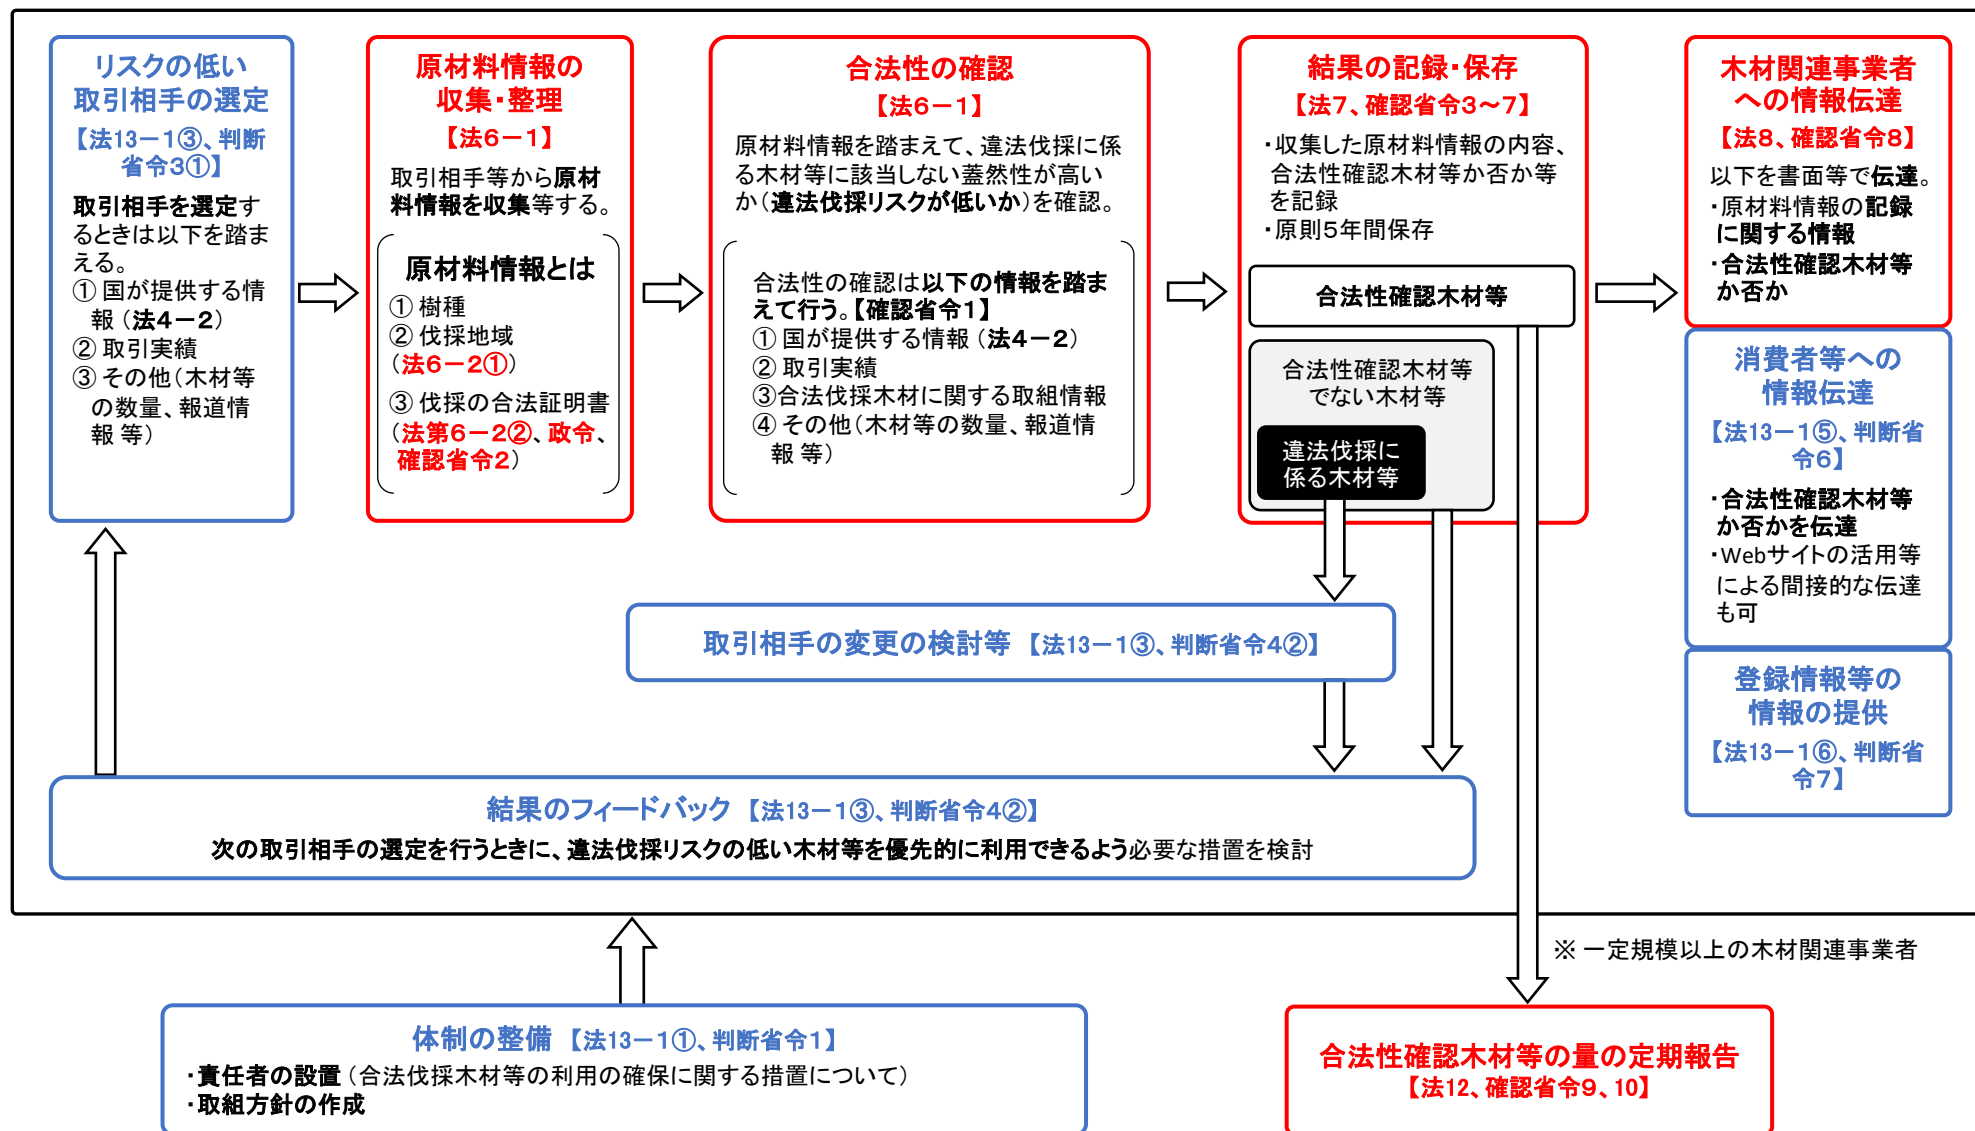 リスクの低い
取引相手の選定
【法13－1③、判断
省令3①】
取引相手を選定す
るときは以下を踏ま
える。
① 国が提供する情
報（法4－2）
② 取引実績
③ その他（木材等
の数量、報道情
報 等）
原材料情報の
収集・整理
【法6－1】
取引相手等から原材
料情報を収集等する。
原材料情報とは
① 樹種
② 伐採地域
（法6－2①）
③ 伐採の合法証明書
（法第6－2②、政令、
確認省令2）
合法性の確認
【法6－1】
原材料情報を踏まえて、違法伐採に係
る木材等に該当しない蓋然性が高い
か（違法伐採リスクが低いか）を確認。
合法性の確認は以下の情報を踏ま
えて行う。【確認省令1】
① 国が提供する情報（法4－2）
② 取引実績
③合法伐採木材に関する取組情報
④ その他（木材等の数量、報道情
報 等）
結果の記録・保存
【法7、確認省令3～7】
・収集した原材料情報の内容、
合法性確認木材等か否か等
を記録
・原則5年間保存
合法性確認木材等
合法性確認木材等
でない木材等
違法伐採に
係る木材等
木材関連事業者
への情報伝達
【法8、確認省令8】
以下を書面等で伝達。
・原材料情報の記録
に関する情報
・合法性確認木材等
か否か
消費者等への
情報伝達
【法13－1⑤、判断省
令6】
・合法性確認木材等
か否かを伝達
・Webサイトの活用等
による間接的な伝達
も可
登録情報等の
情報の提供
【法13－1⑥、判断省
令7】
取引相手の変更の検討等 【法13－1③、判断省令4②】
結果のフィードバック 【法13－1③、判断省令4②】
次の取引相手の選定を行うときに、違法伐採リスクの低い木材等を優先的に利用できるよう必要な措置を検討
※ 一定規模以上の木材関連事業者
体制の整備 【法13－1①、判断省令1】
・責任者の設置（合法伐採木材等の利用の確保に関する措置について）
・取組方針の作成
合法性確認木材等の量の定期報告
【法12、確認省令9、10】